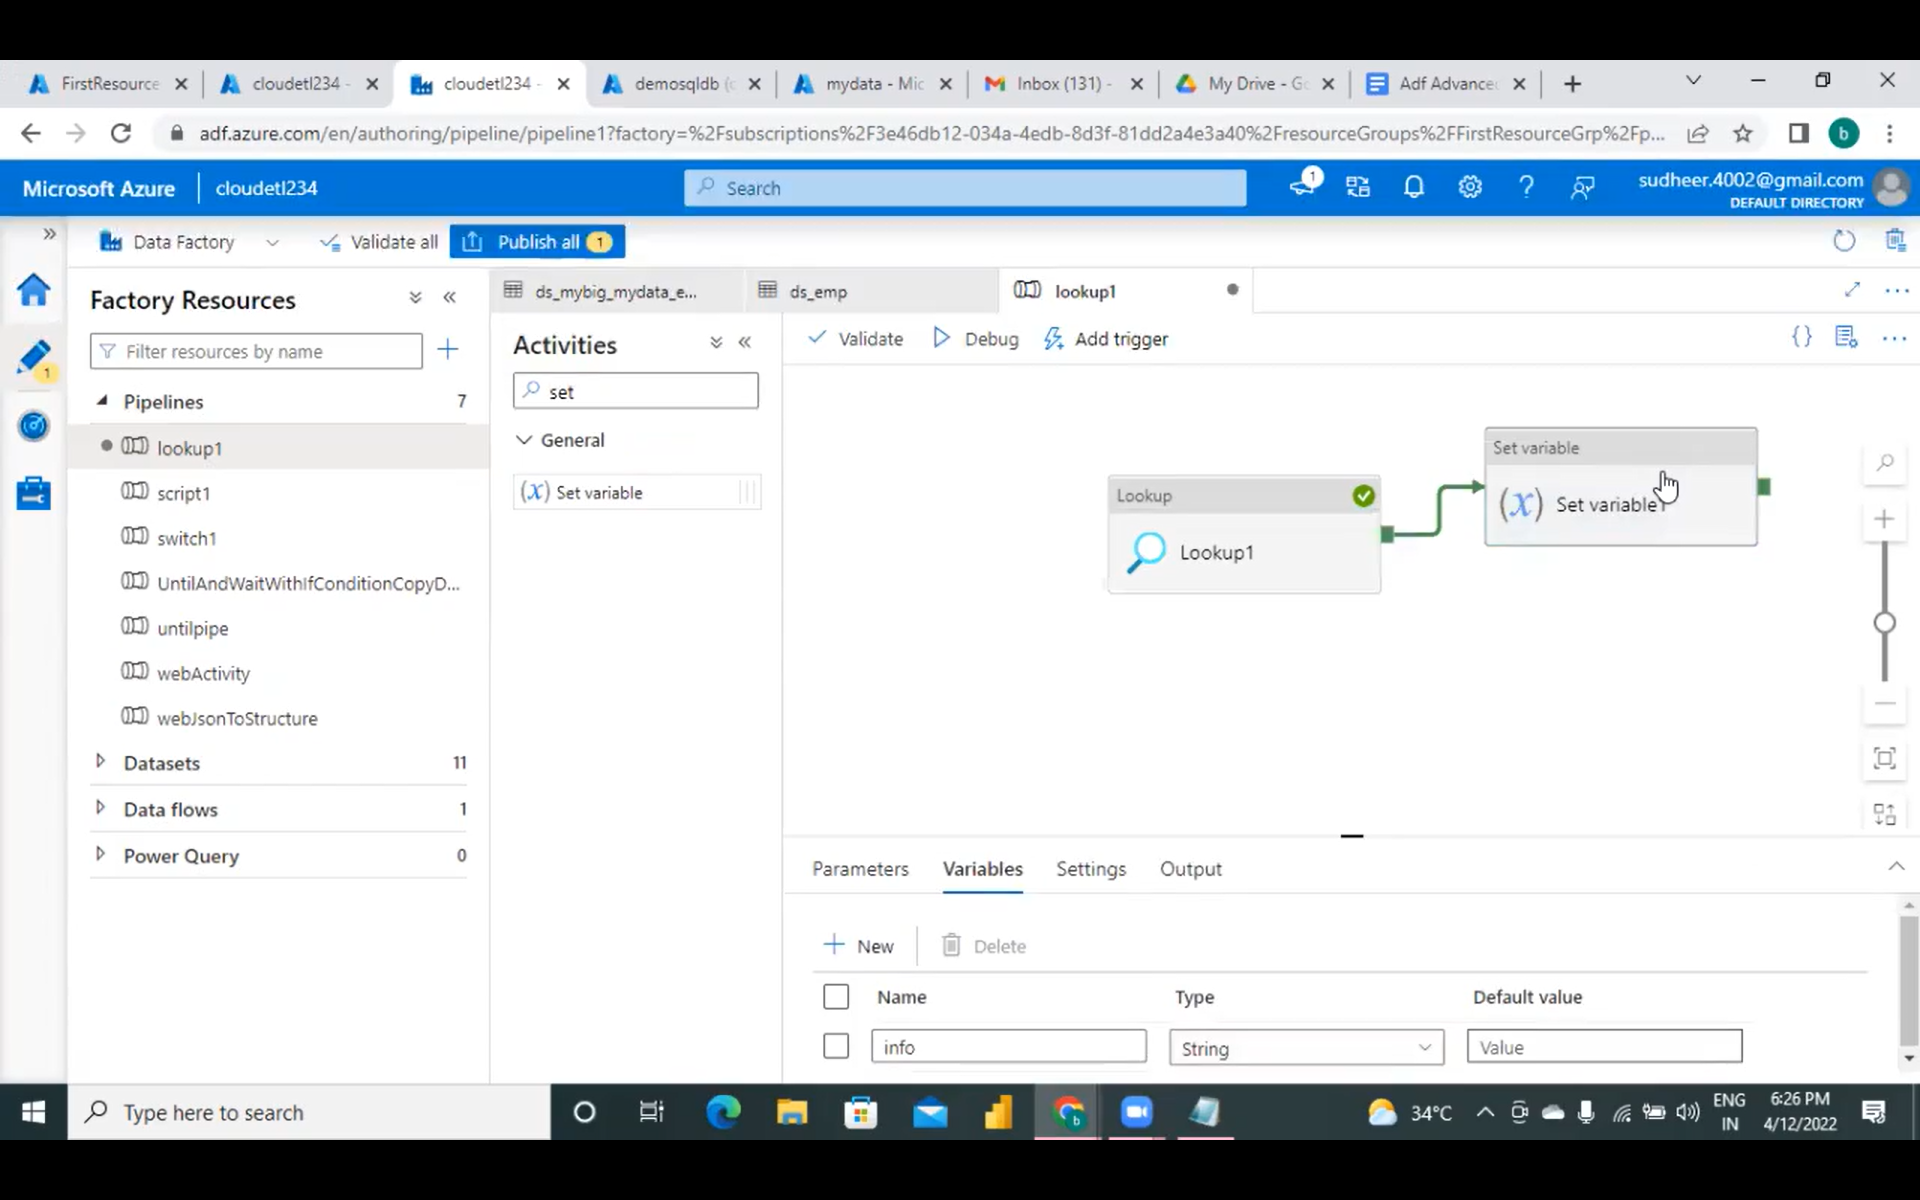 FirstResource
cloudetl234 -
cloudetl234 -
demosqldb (
mydata - Mic
Inbox (131) -
My Drive - Go
Adf Advance
adf.azure.com/en/authoring/pipeline/pipeline1?factory=%2Fsubscriptions%2F3e46db12-034a-4edb-8d3f-81dd2a4e3a40%2FresourceGroups%2FFirstResourceGrp%2Fp...
b
Microsoft Azure
cloudetl234
Search
1
sudheer.4002@gmail.com
DEFAULT DIRECTORY
Data Factory
Validate all
Publish all 1
Factory Resources
Filter resources by name
1
Pipelines 7
lookup1
script1
switch1
UntilAndWaitWithIfConditionCopyD...
untilpipe
webActivity
webJsonToStructure
Datasets 11
Data flows 1
Power Query 0
ds_mybig_mydata_e...
ds_emp
lookup1
Activities
set
General
(x) Set variable
Validate
Debug
Add trigger
{}
Lookup
Lookup1
Set variable
(x) Set variable1
Parameters
Variables
Settings
Output
New
Delete
Name Type Default value
info String Value
Type here to search
34°C
ENG
IN
6:26 PM
4/12/2022